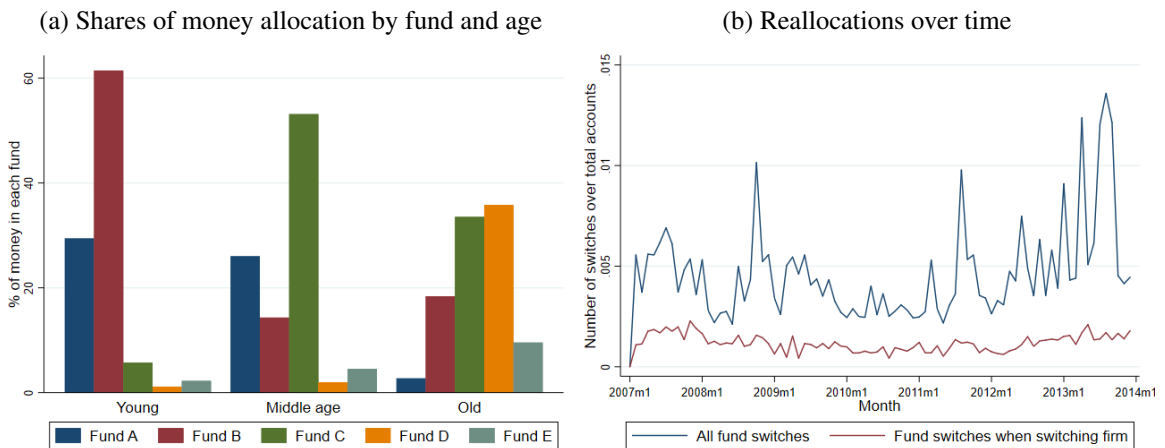 (a) Shares of money allocation by fund and age
% of money in each fund
60
40
20
0
Young
Middle age
Old
Fund A
Fund B
Fund C
Fund D
Fund E
(b) Reallocations over time
Number of switches over total accounts
.015
.01
.005
0
2007m1
2008m1
2009m1
2010m1
2011m1
2012m1
2013m1
2014m1
Month
All fund switches
Fund switches when switching firm